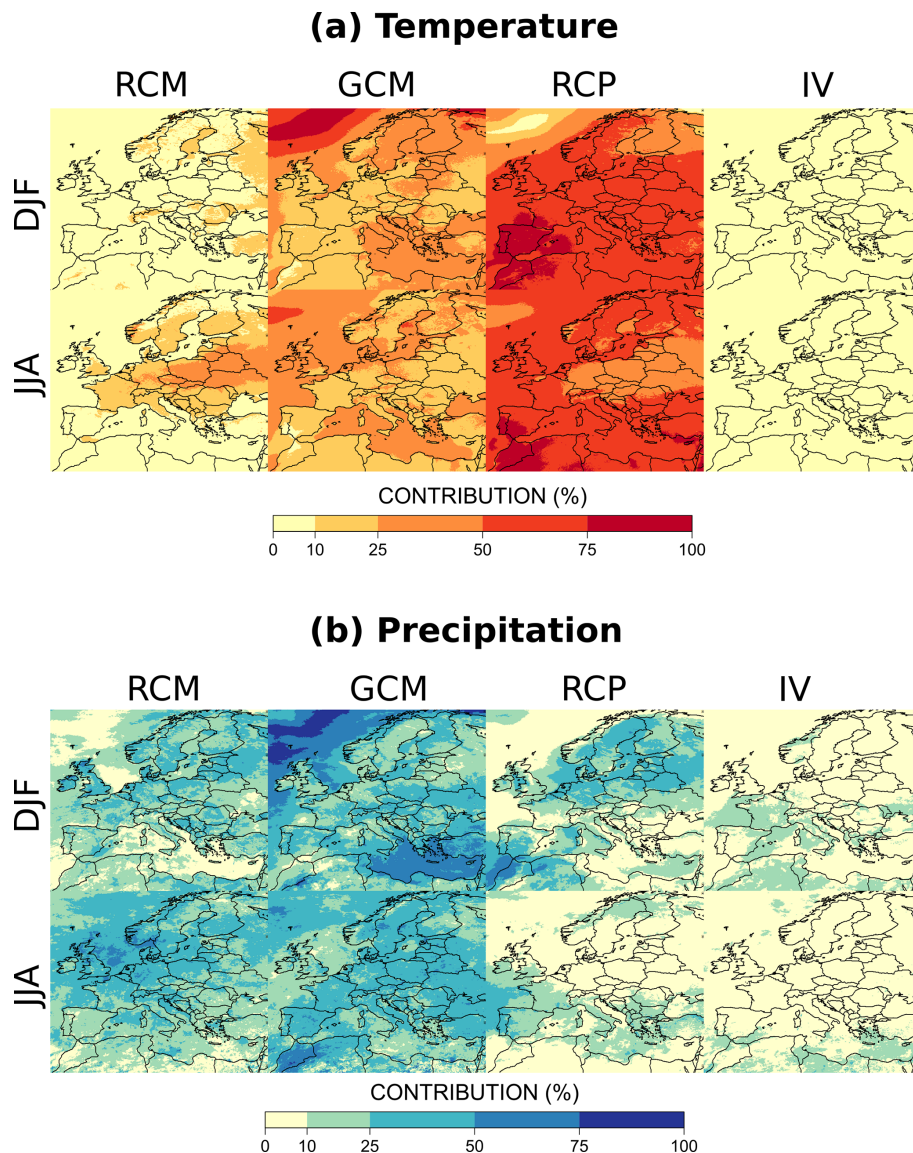 (a) Temperature
RCM GCM RCP IV
DJF
JJA
CONTRIBUTION (%)
0 10 25 50 75 100
(b) Precipitation
RCM GCM RCP IV
DJF
JJA
CONTRIBUTION (%)
0 10 25 50 75 100